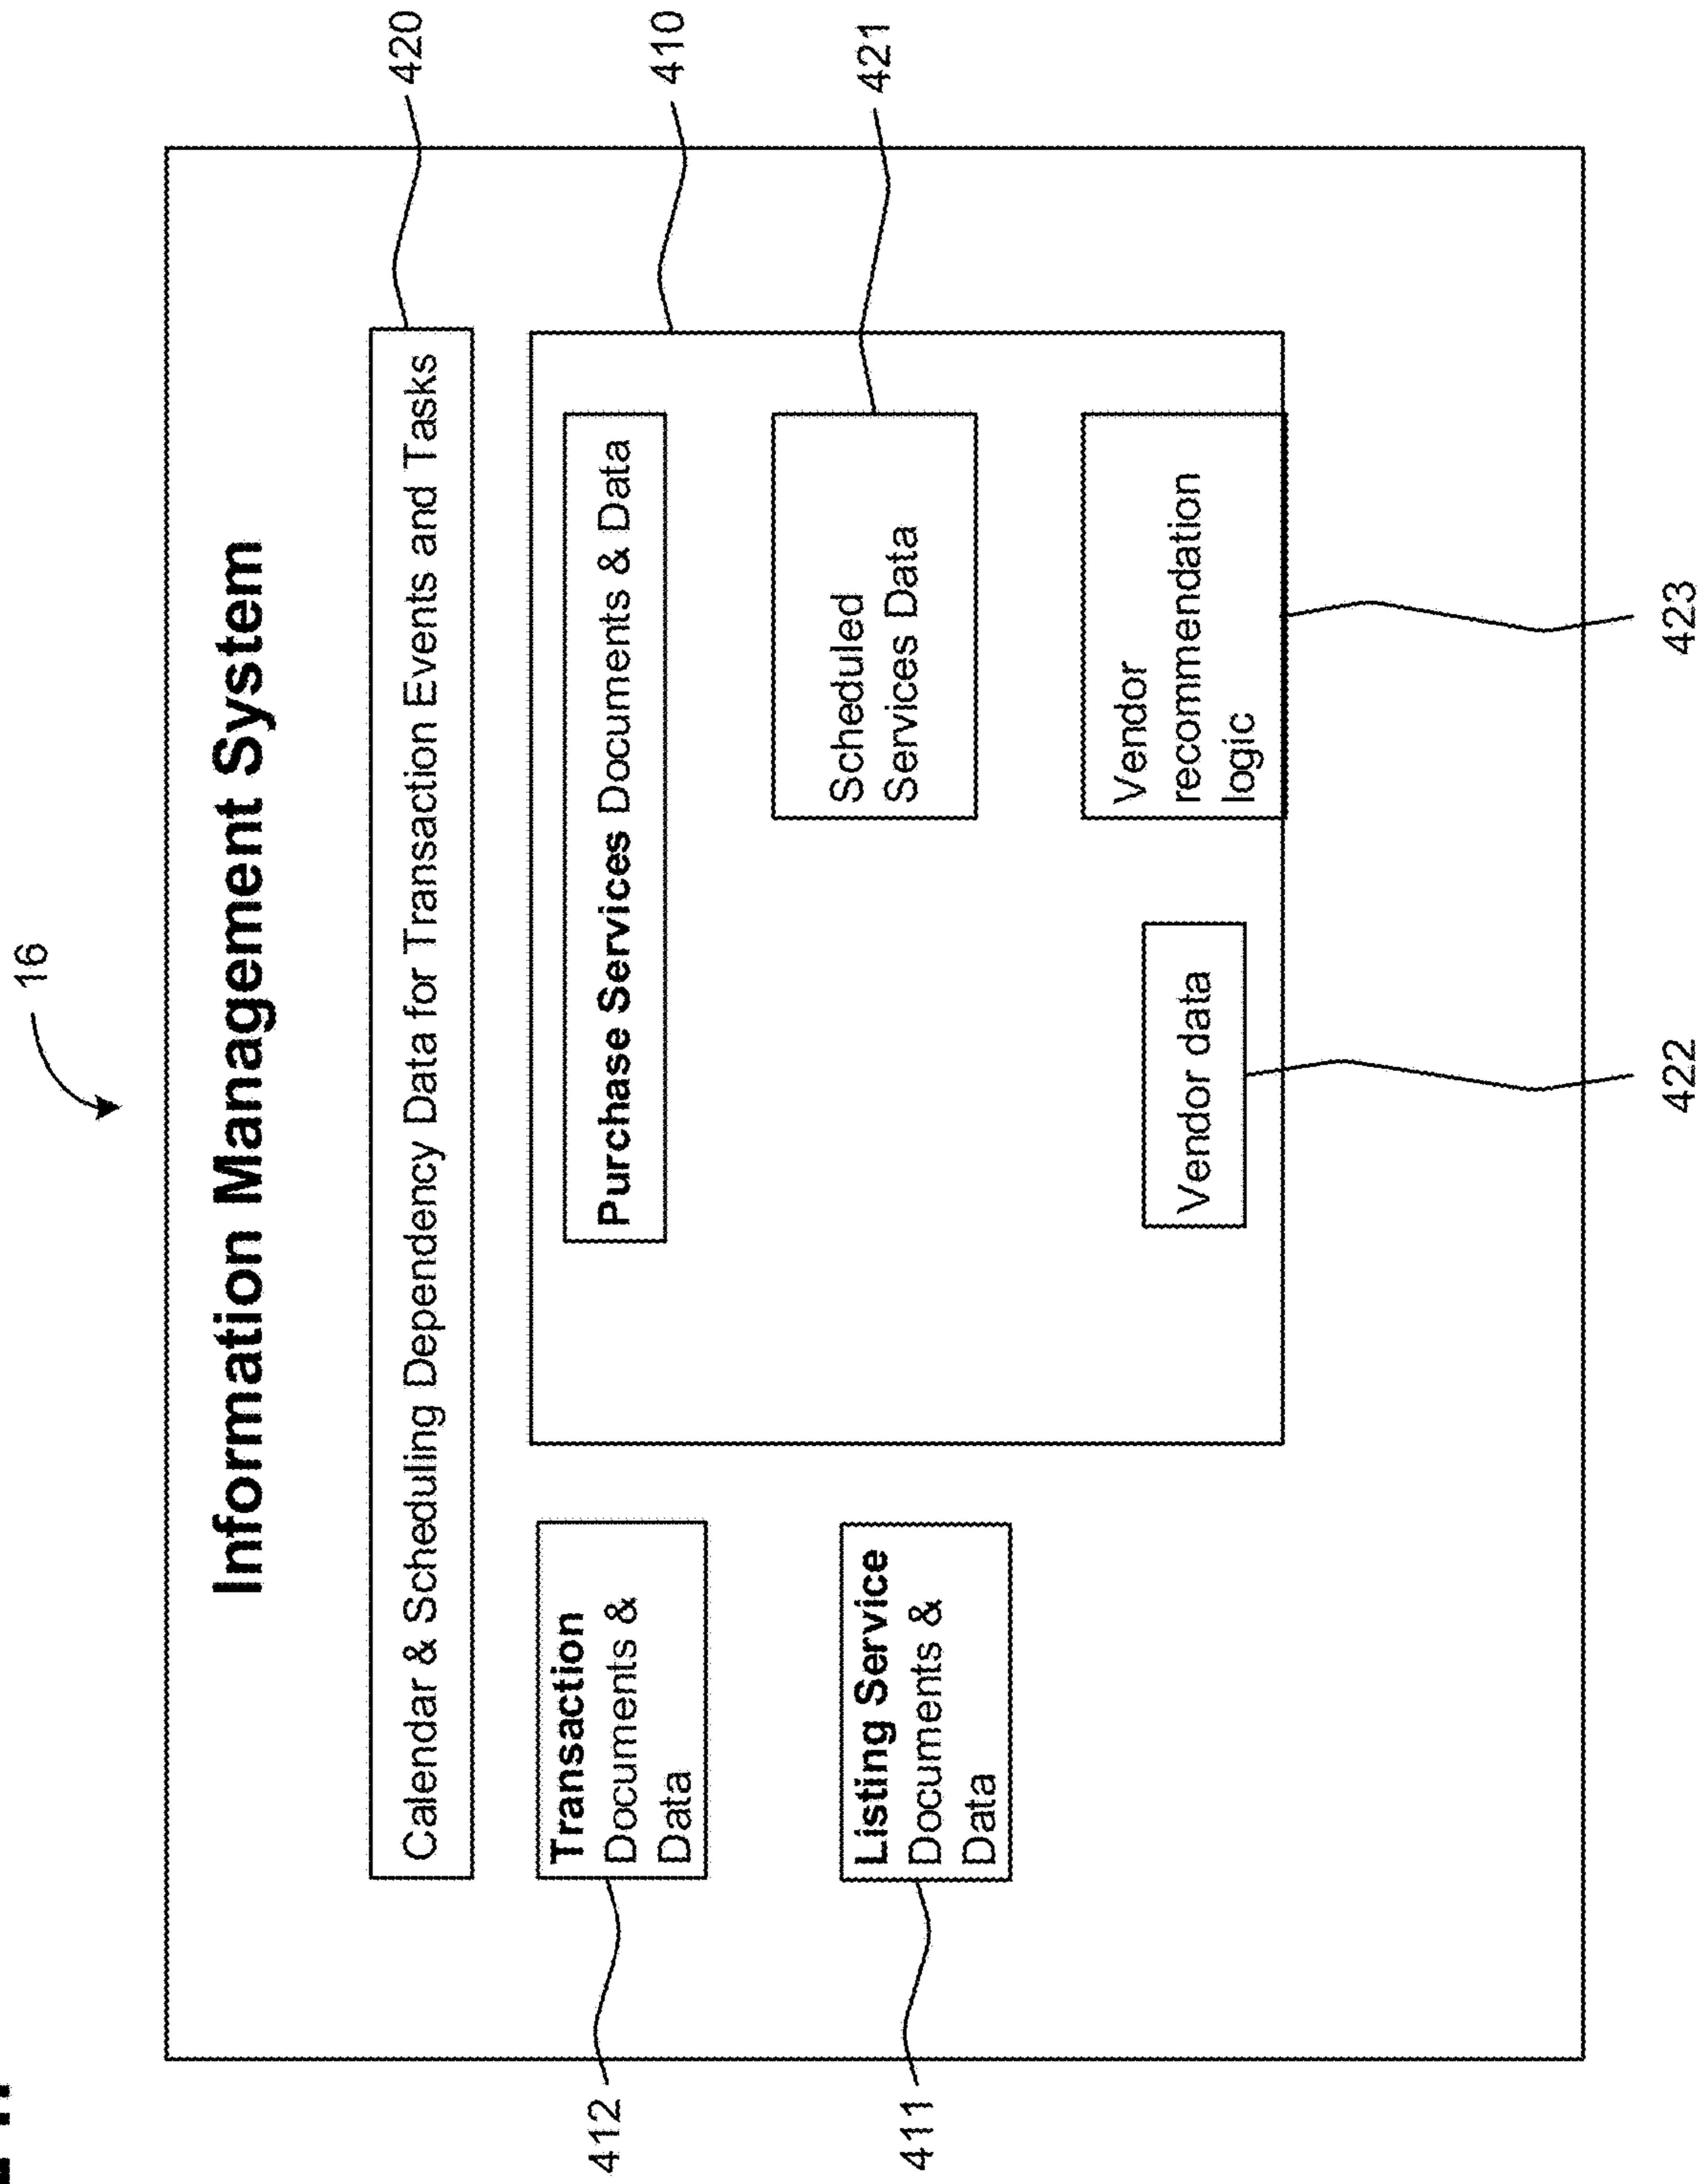 16
Information Management System
Calendar & Scheduling Dependency Data for Transaction Events and Tasks
420
410
Purchase Services Documents & Data
Transaction
Documents &
Data
412
Scheduled
Services Data
421
Listing Service
Documents &
Data
411
Vendor data
Vendor
recommendation
logic
422
423